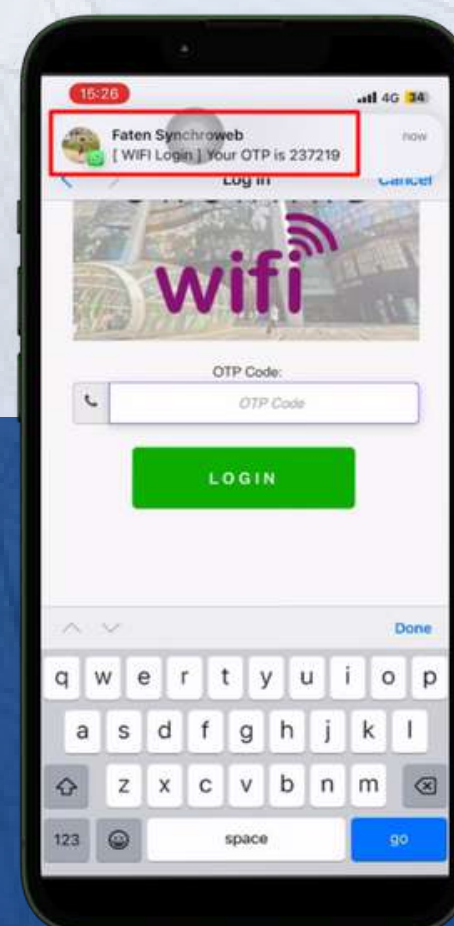 15:26
4G 34
Faten Synchroweb
now
[ WIFI Login ] Your OTP is 237219
Log in
Cancel
wifi
OTP Code:
OTP Code
LOGIN
Done
q w e r t y u i o p
a s d f g h j k l
z x c v b n m
123
space
go